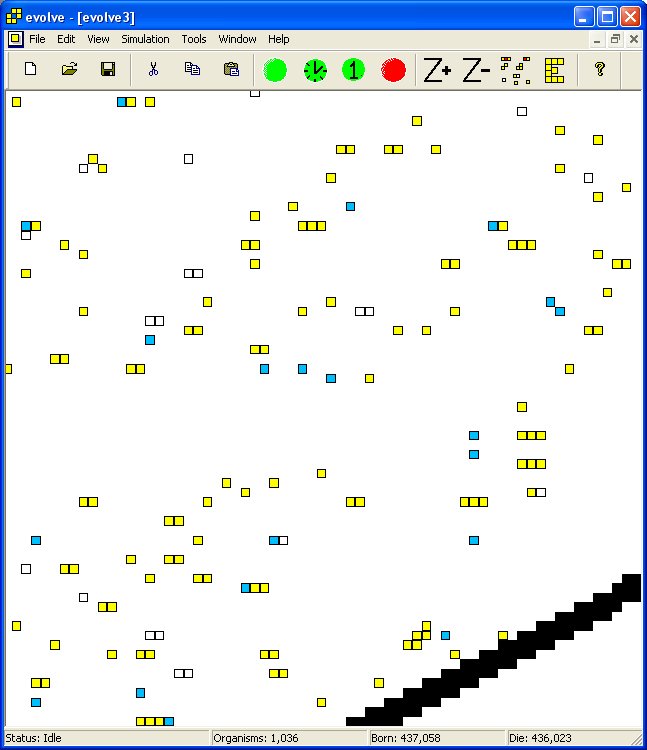 evolve - [evolve3]
File Edit View Simulation Tools Window Help
1 Z+ Z- E ?
Status: Idle Organisms: 1,036 Born: 437,058 Die: 436,023